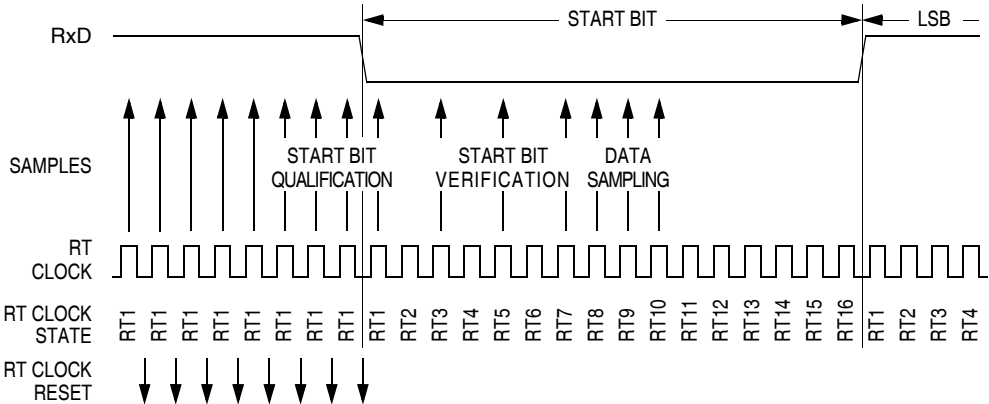 START BIT LSB
RxD
SAMPLES
START BIT
QUALIFICATION
START BIT
VERIFICATION
DATA
SAMPLING
RT
CLOCK
RT CLOCK
STATE
RT1 RT1 RT1 RT1 RT1 RT1 RT1 RT1 RT1 RT2 RT3 RT4 RT5 RT6 RT7 RT8 RT9 RT10 RT11 RT12 RT13 RT14 RT15 RT16 RT1 RT2 RT3 RT4
RT CLOCK
RESET